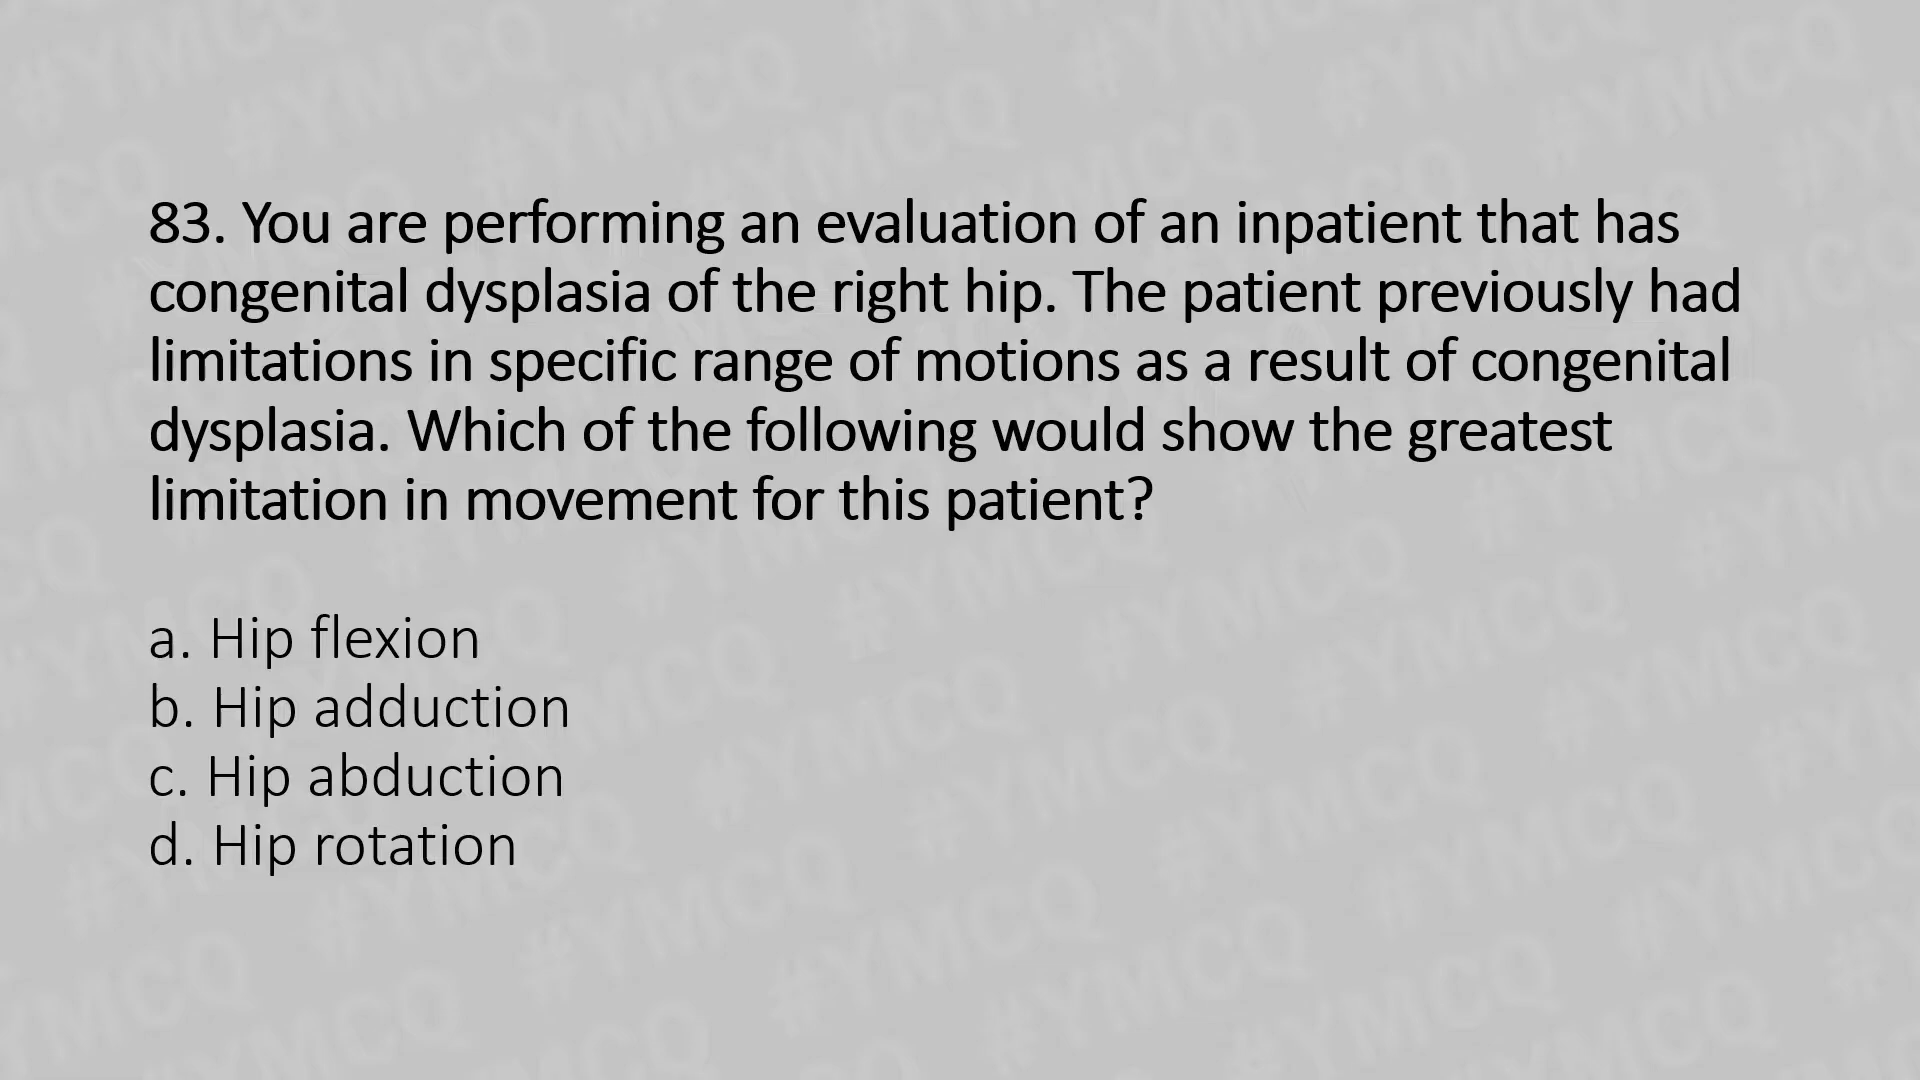 83. You are performing an evaluation of an inpatient that has
congenital dysplasia of the right hip. The patient previously had
limitations in specific range of motions as a result of congenital
dysplasia. Which of the following would show the greatest
limitation in movement for this patient?
a. Hip flexion
b. Hip adduction
c. Hip abduction
d. Hip rotation
#YMCQ